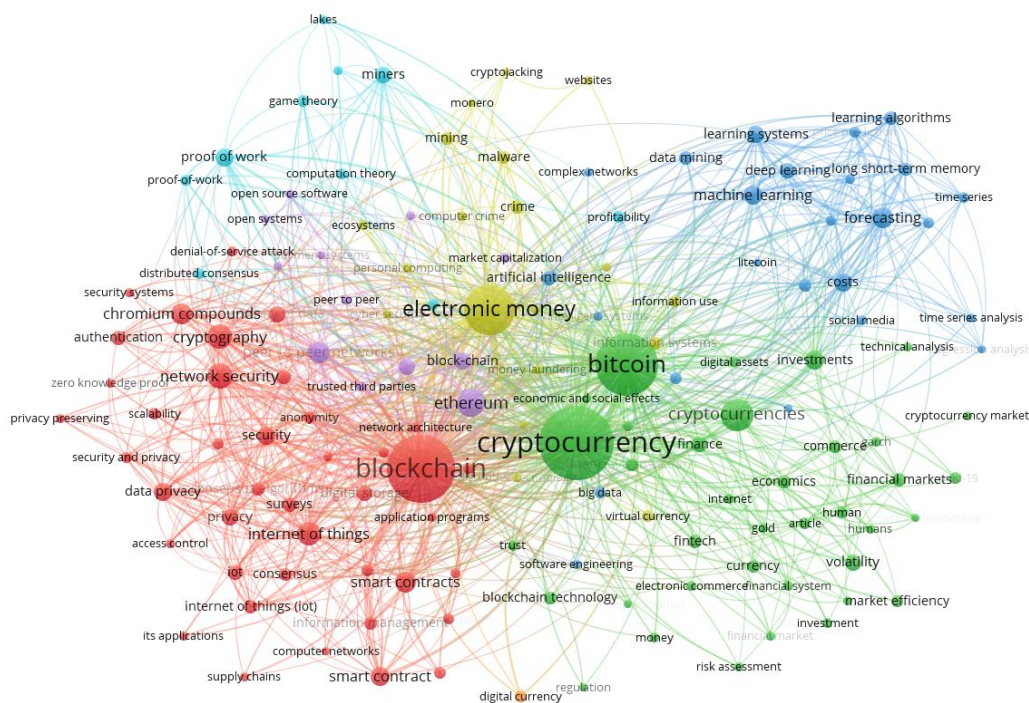 lakes
miners
cryptojacking
websites
game theory
monero
learning algorithms
mining
learning systems
proof of work
malware
data mining
deep learning
long short-term memory
proof-of-work
computation theory
complex networks
machine learning
open source software
time series
crime
open systems
computer crime
profitability
forecasting
ecosystems
denial-of-service attack
market capitalization
litecoin
personal computing
distributed consensus
artificial intelligence
costs
security systems
peer to peer
information use
electronic money
chromium compounds
social media
time series analysis
authentication
cryptography
information systems
technical analysis
peer networks
block-chain
bitcoin
digital assets
investments
network security
money laundering
zero knowledge proof
trusted third parties
economic and social effects
ethereum
privacy preserving
scalability
anonymity
cryptocurrencies
cryptocurrency market
network architecture
security
cryptocurrency
finance
commerce
garch
security and privacy
blockchain
economics
financial markets
data privacy
digital storage
big data
internet
surveys
privacy
application programs
virtual currency
gold
article
human
humans
internet of things
access control
trust
fintech
iot
consensus
software engineering
currency
volatility
smart contracts
electronic commerce
financial system
blockchain technology
internet of things (iot)
market efficiency
information management
investment
its applications
money
financial market
computer networks
supply chains
smart contract
risk assessment
regulation
digital currency